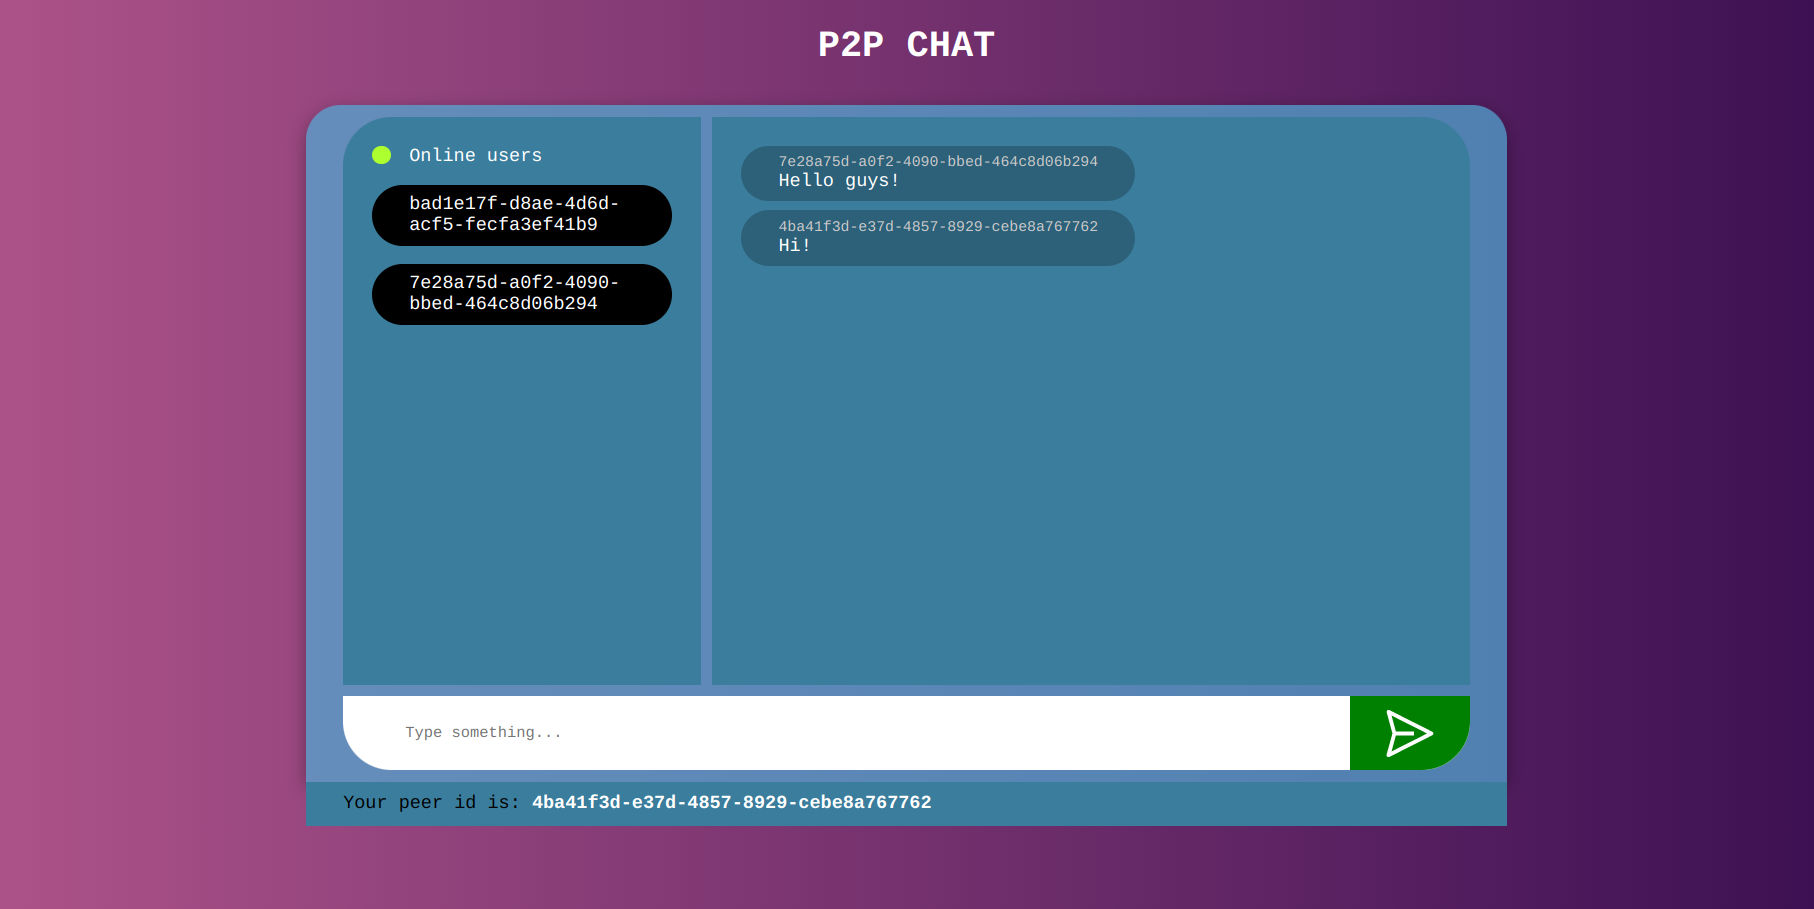 P2P CHAT
Online users
bad1e17f-d8ae-4d6d-
acf5-fecfa3ef41b9
7e28a75d-a0f2-4090-
bbed-464c8d06b294
7e28a75d-a0f2-4090-bbed-464c8d06b294
Hello guys!
4ba41f3d-e37d-4857-8929-cebe8a767762
Hi!
Type something...
Your peer id is: 4ba41f3d-e37d-4857-8929-cebe8a767762